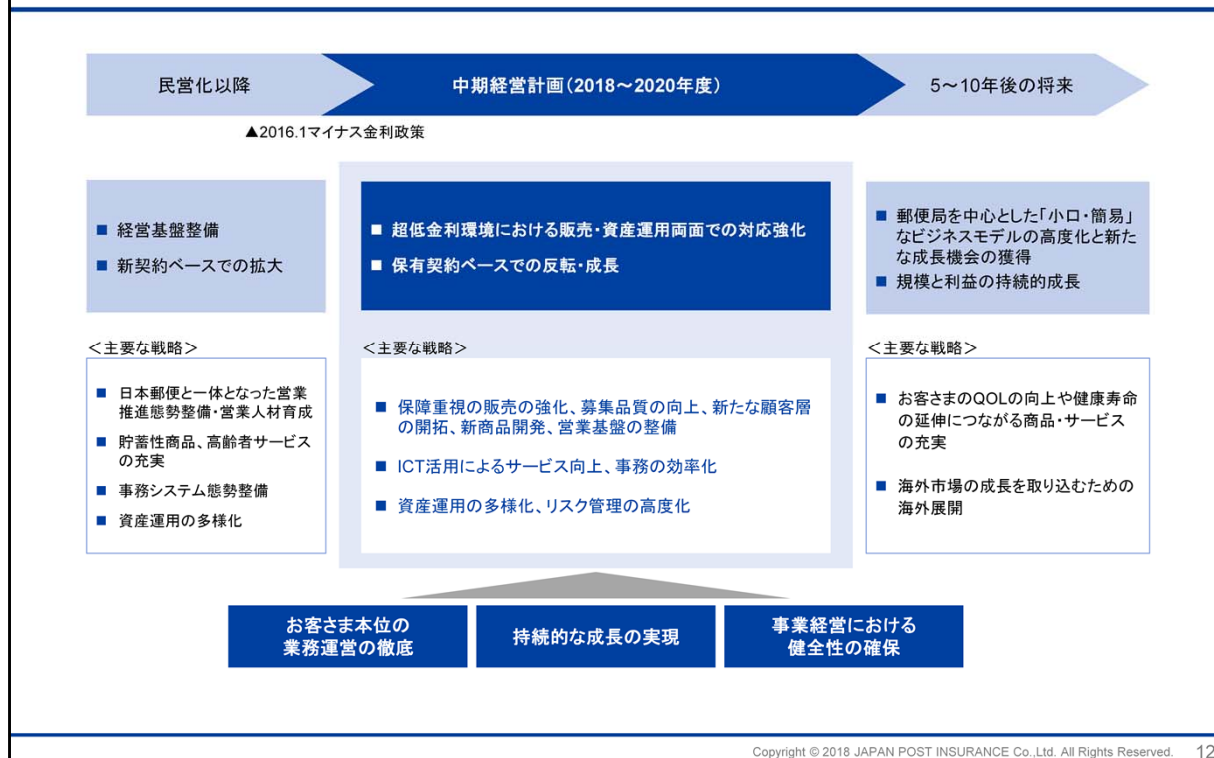 民営化以降
中期経営計画(2018～2020年度)
5～10年後の将来
▲2016.1マイナス金利政策
■ 経営基盤整備
■ 新契約ベースでの拡大
■ 超低金利環境における販売・資産運用両面での対応強化
■ 保有契約ベースでの反転・成長
■ 郵便局を中心とした「小口・簡易」
なビジネスモデルの高度化と新た
な成長機会の獲得
■ 規模と利益の持続的成長
＜主要な戦略＞
■ 日本郵便と一体となった営業
推進態勢整備・営業人材育成
■ 貯蓄性商品、高齢者サービス
の充実
■ 事務システム態勢整備
■ 資産運用の多様化
＜主要な戦略＞
■ 保障重視の販売の強化、募集品質の向上、新たな顧客層
の開拓、新商品開発、営業基盤の整備
■ ICT活用によるサービス向上、事務の効率化
■ 資産運用の多様化、リスク管理の高度化
＜主要な戦略＞
■ お客さまのQOLの向上や健康寿命
の延伸につながる商品・サービス
の充実
■ 海外市場の成長を取り込むための
海外展開
お客さま本位の
業務運営の徹底
持続的な成長の実現
事業経営における
健全性の確保
Copyright © 2018 JAPAN POST INSURANCE Co.,Ltd. All Rights Reserved. 12